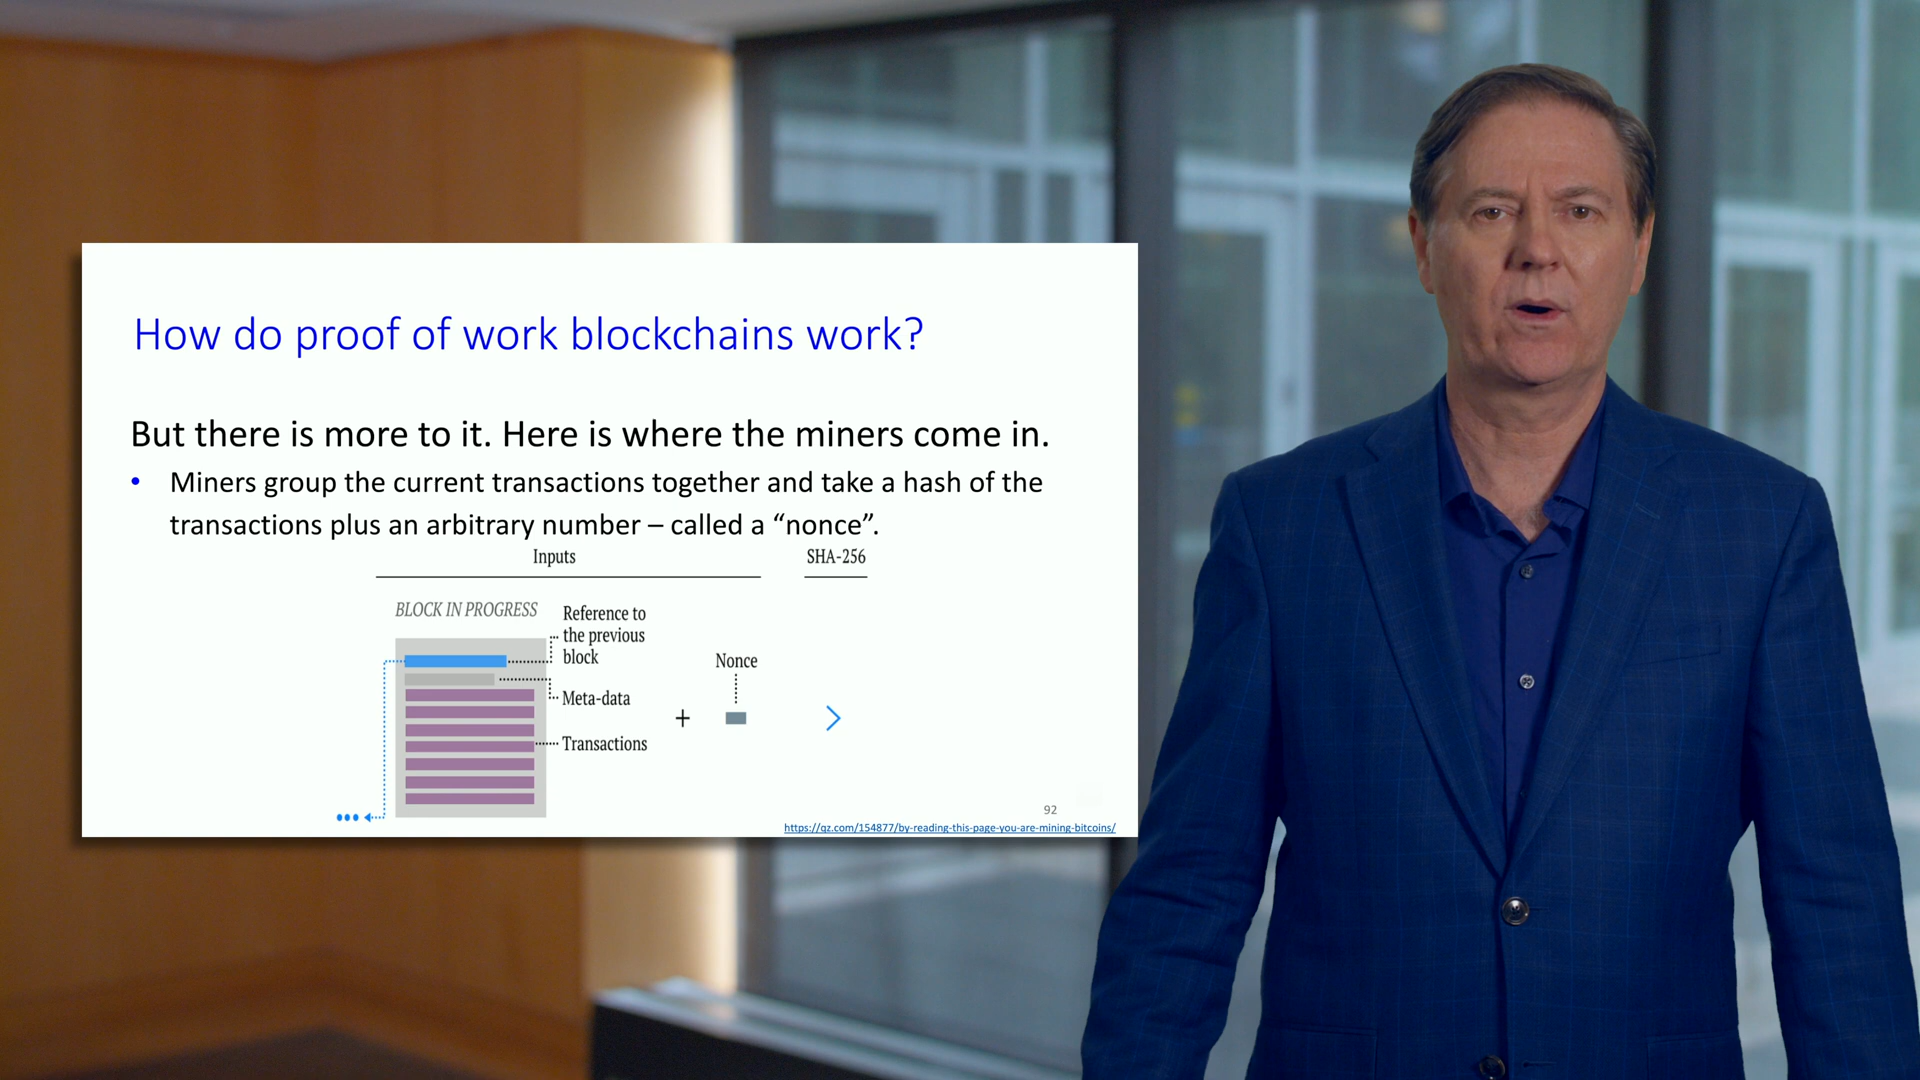 How do proof of work blockchains work?
But there is more to it. Here is where the miners come in.
• Miners group the current transactions together and take a hash of the
transactions plus an arbitrary number – called a “nonce”.
Inputs
SHA-256
BLOCK IN PROGRESS
Reference to
the previous
block
Meta-data
Transactions
+
Nonce
92
https://qz.com/154877/by-reading-this-page-you-are-mining-bitcoins/